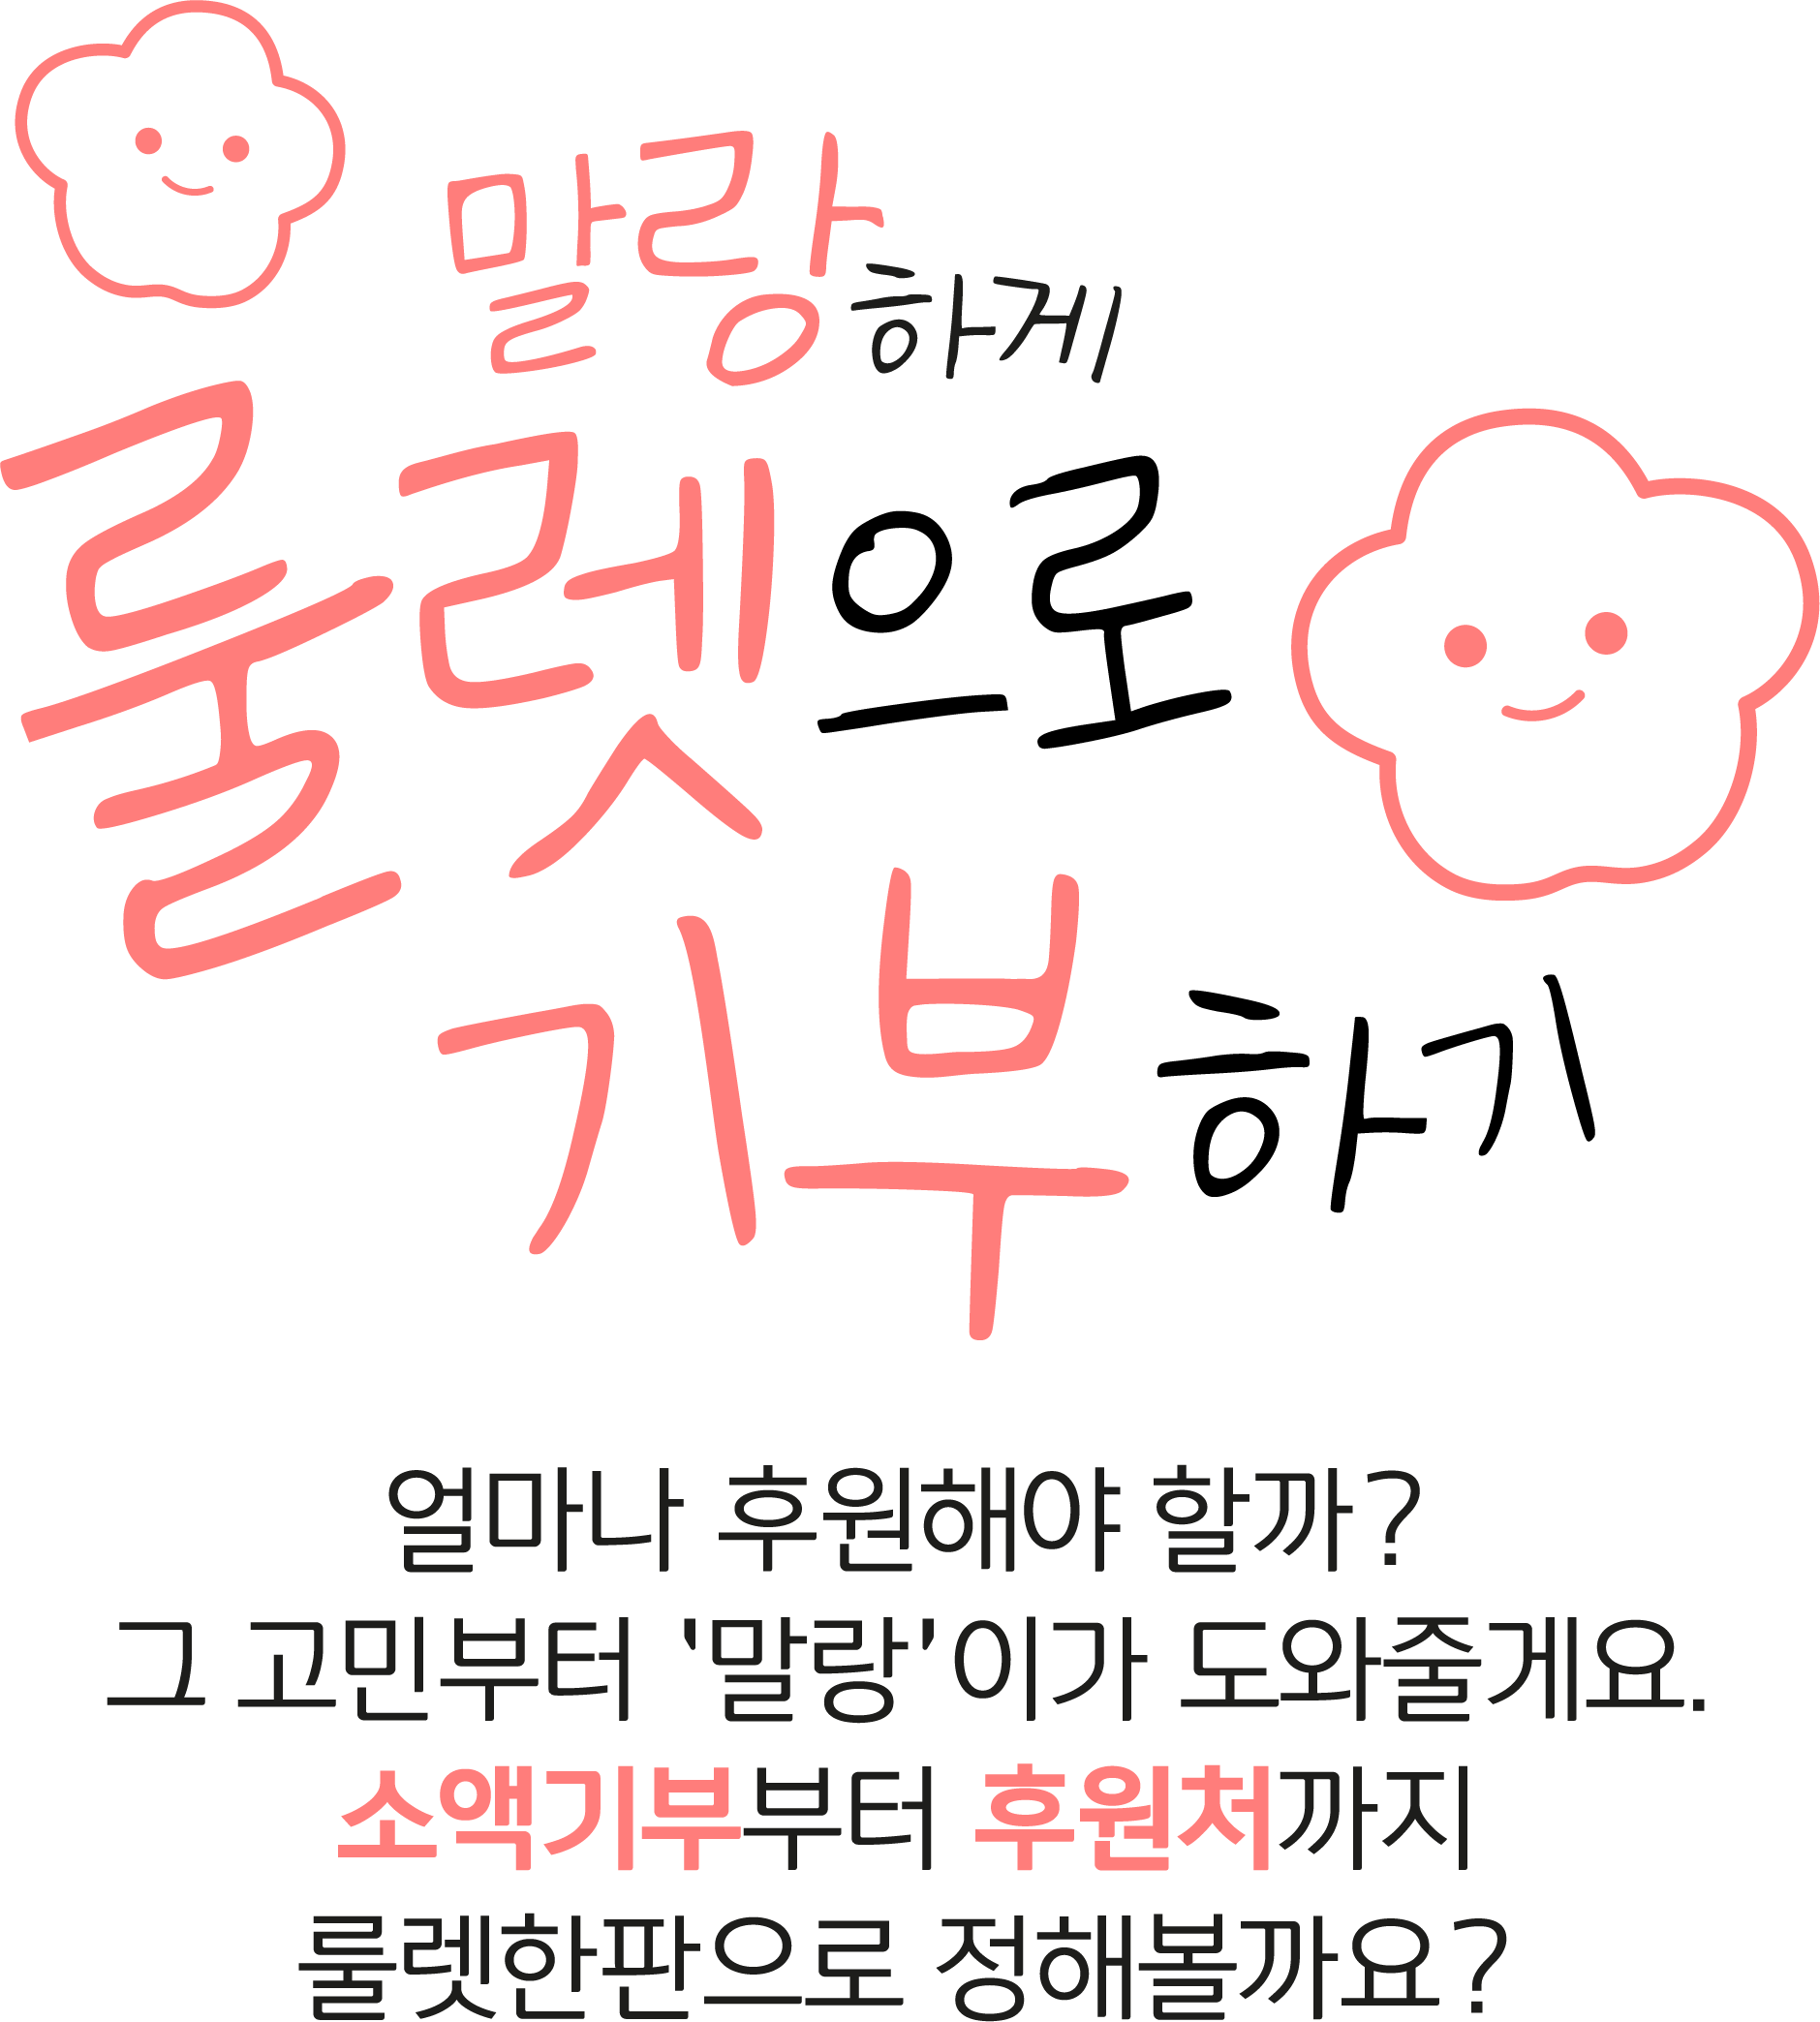 말랑하게
룰렛으로
기부하기
얼마나 후원해야 할까?
그 고민부터 '말랑'이가 도와줄게요.
소액기부부터 후원처까지
룰렛한판으로 정해볼까요?